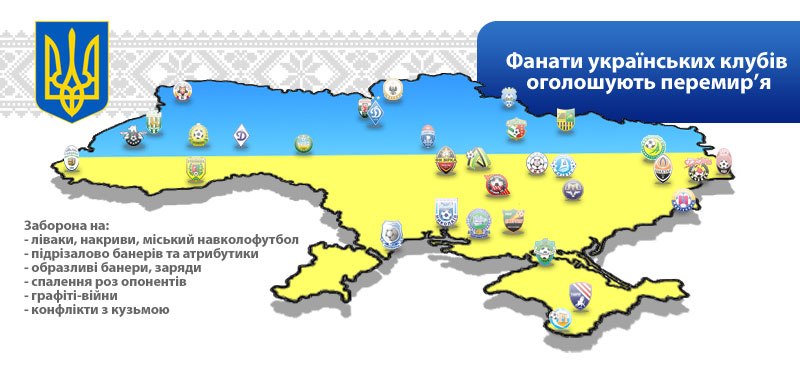 Фанати українських клубів
оголошують перемир’я
Заборона на:
- ліваки, накриви, міський навколофутбол
- підрізалово банерів та атрибутики
- образливі банери, заряди
- спалення роз опонентів
- графіті-війни
- конфлікти з кузьмою